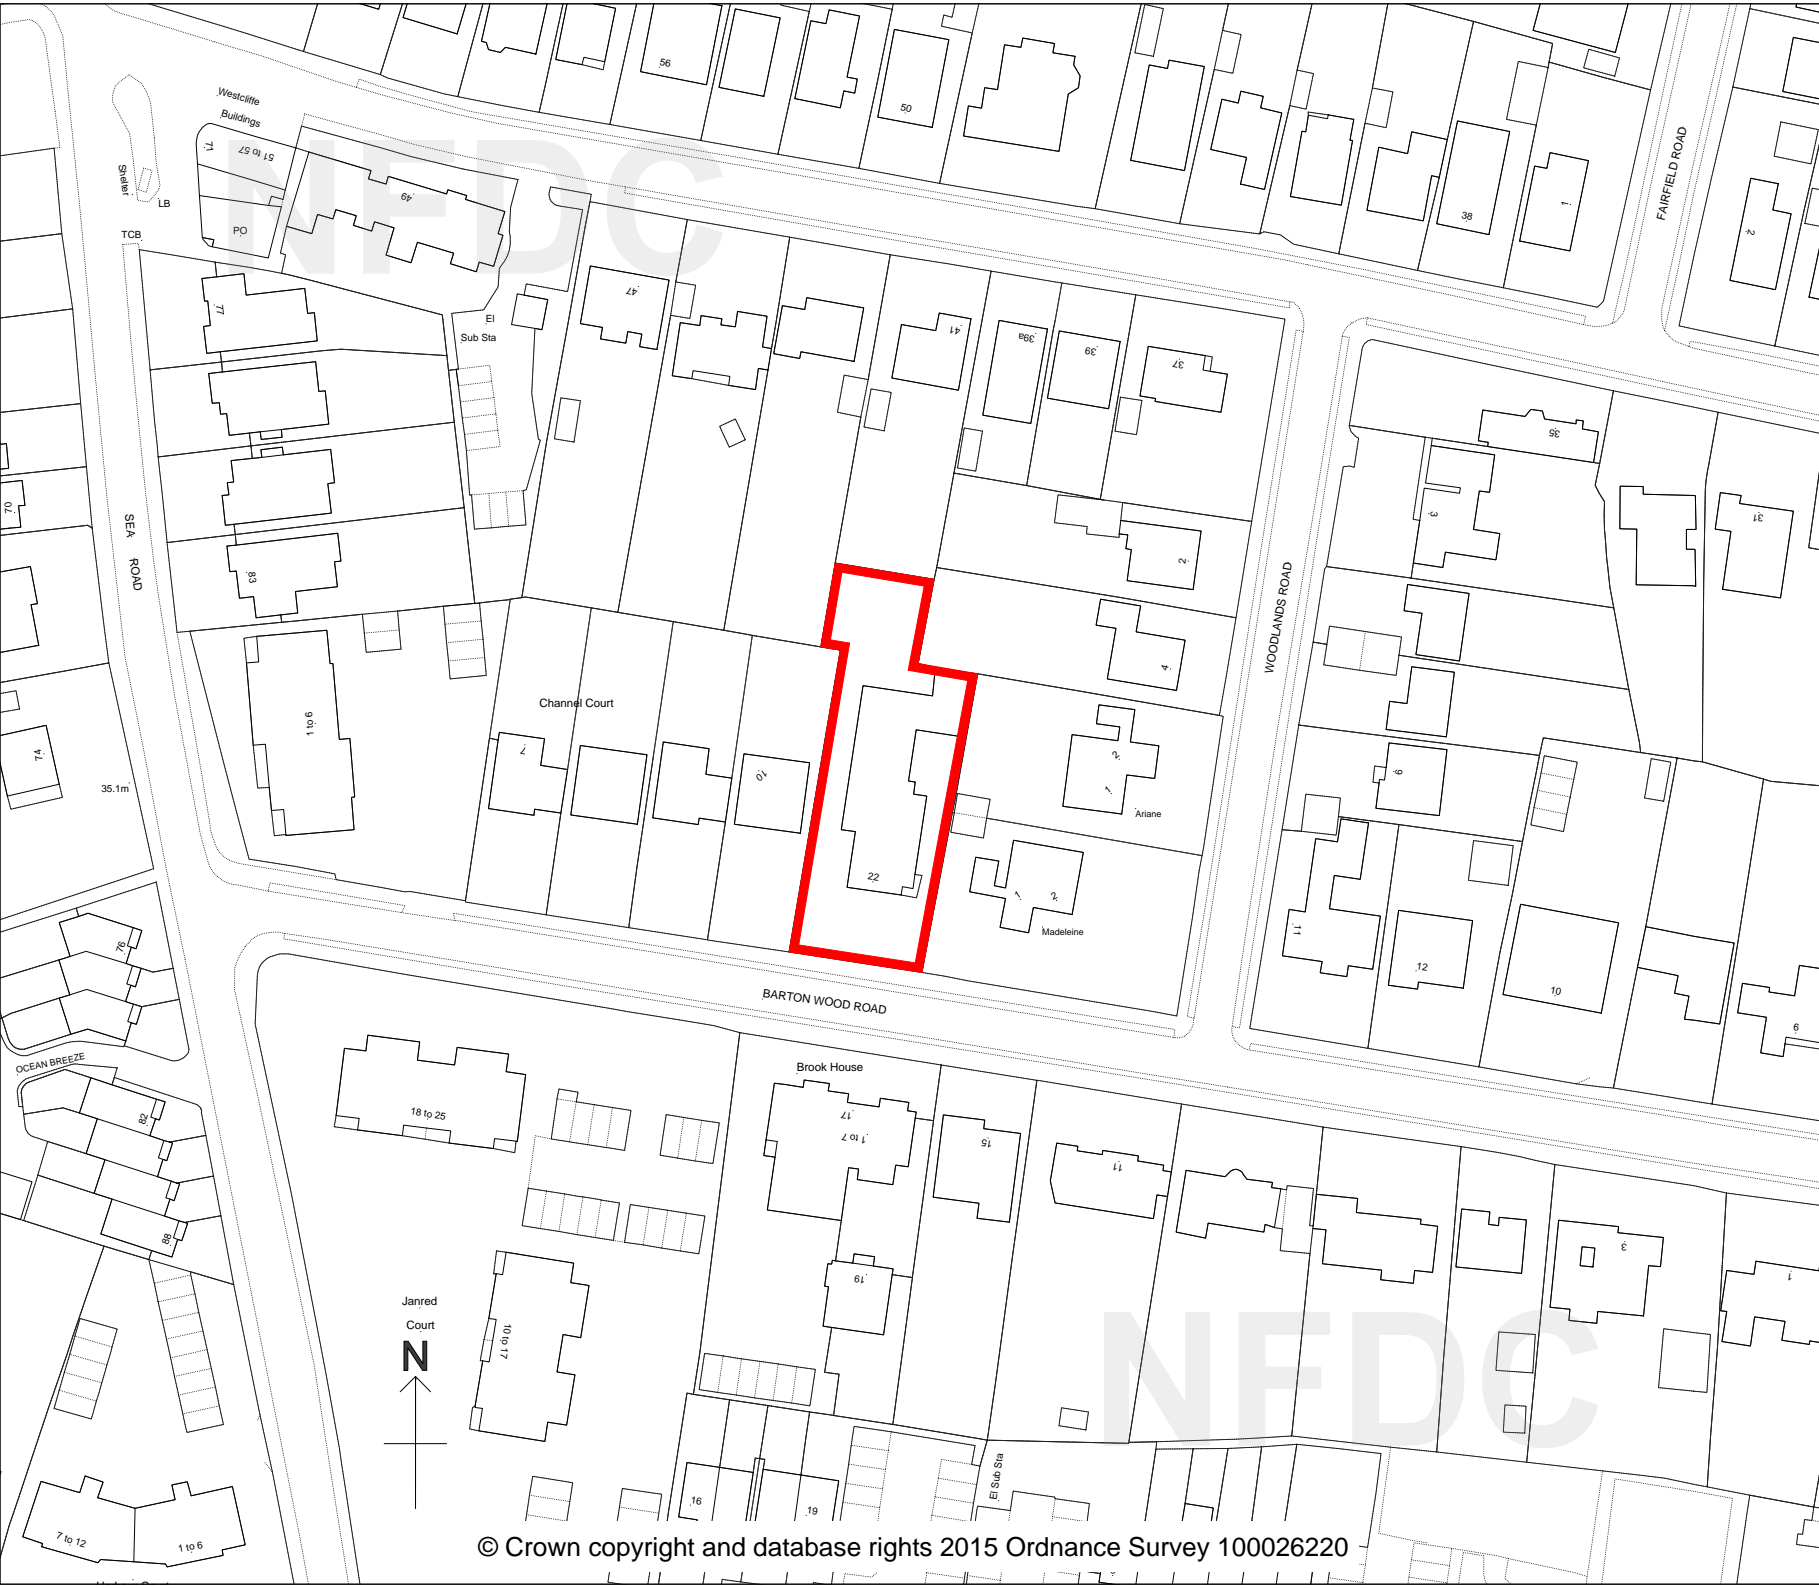 56
50
38
1
2
FAIRFIELD ROAD
Westcliffe
Buildings
71
51 to 57
49
Shelter
LB
TCB
PO
NFDC
77
El
Sub Sta
47
41
39a
39
37
35
31
3
70
SEA ROAD
83
2
4
WOODLANDS ROAD
Channel Court
1 to 6
7
10
74
35.1m
2
1
Ariane
9
22
1
2
Madeleine
11
12
10
6
76
BARTON WOOD ROAD
OCEAN BREEZE
Brook House
82
18 to 25
17
1 to 7
15
11
88
19
3
1
Janred
Court
N
10 to 17
NFDC
El Sub Sta
16
19
7 to 12
1 to 6
© Crown copyright and database rights 2015 Ordnance Survey 100026220